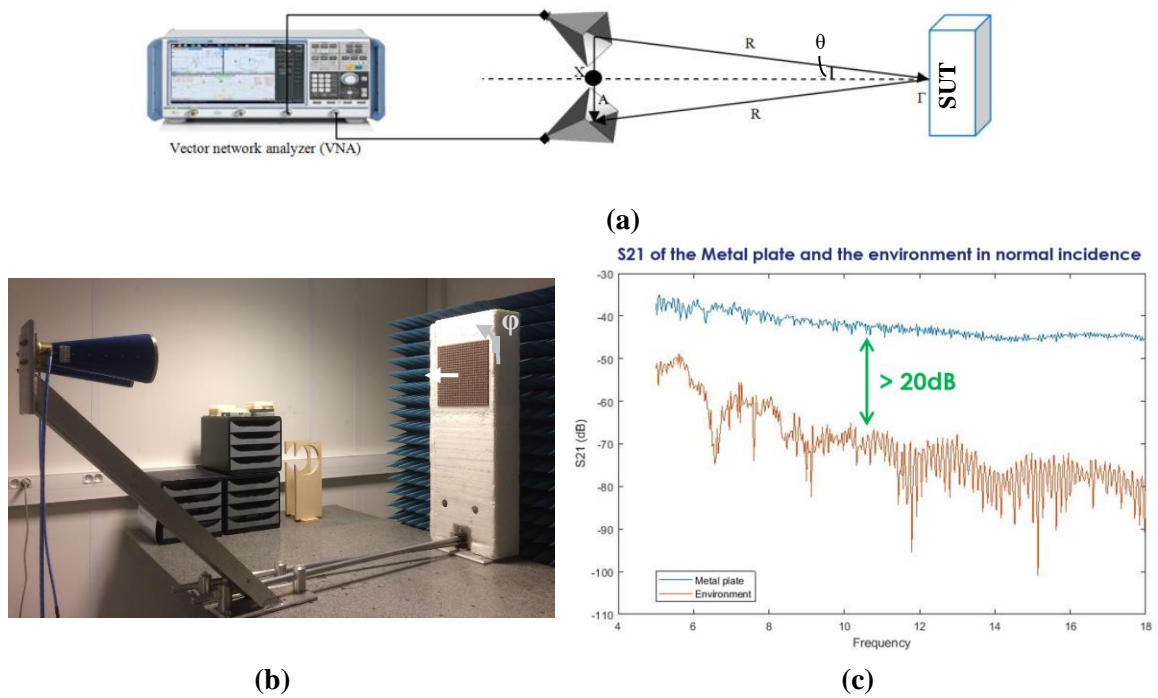 R
θ
X
A
Γ
R
SUT
Vector network analyzer (VNA)
(a)
φ
S21 of the Metal plate and the environment in normal incidence
-30
-40
-50
-60
-70
-80
-90
-100
-110
S21 (dB)
> 20dB
Metal plate
Environment
4
6
8
10
12
14
16
18
Frequency
(b)
(c)